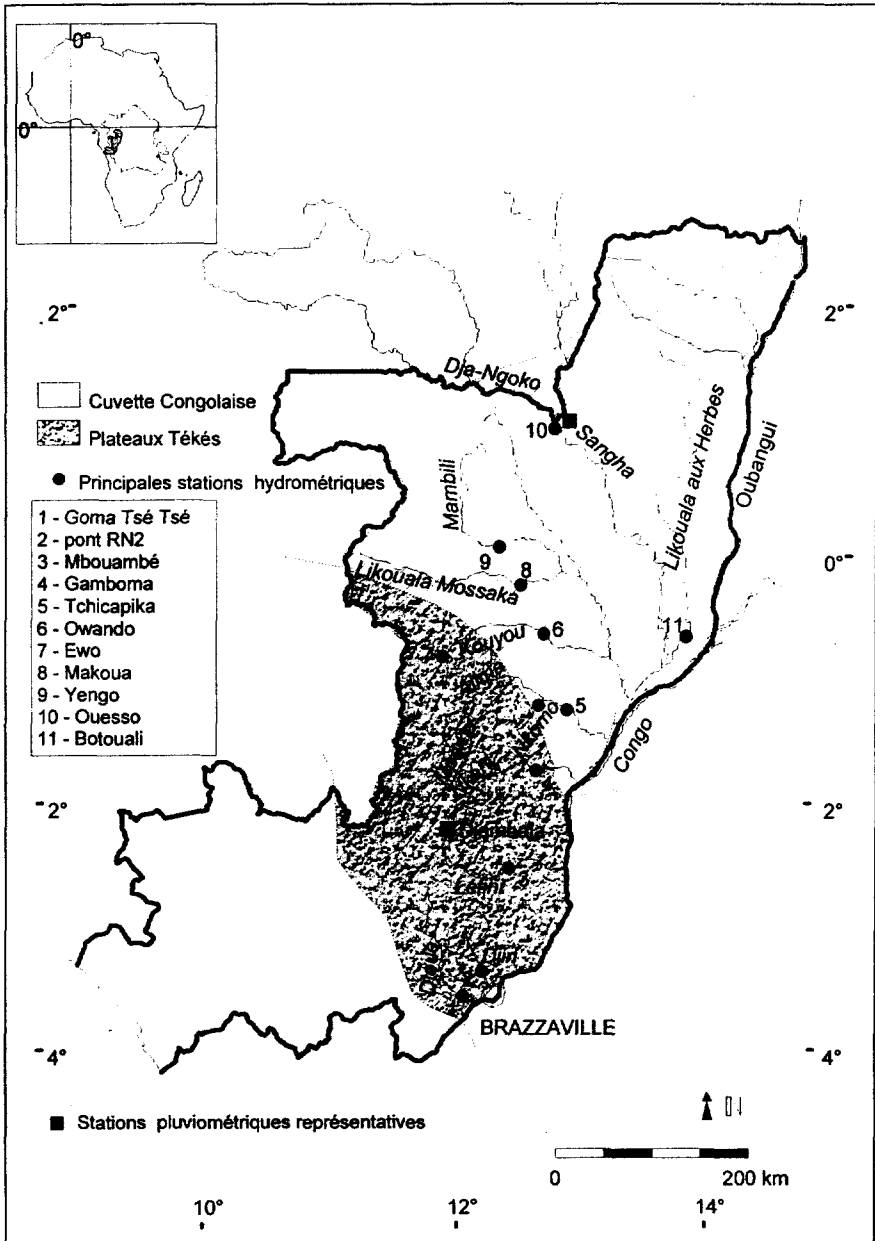 0°
0°
2°
2°
Dja-Ngoko
Cuvette Congolaise
Plateaux Tékés
10
Sangha
Principales stations hydrométriques
Mambili
Likouala aux Herbes
Oubangui
1 - Goma Tsé Tsé
2 - pont RN2
3 - Mbouambé
4 - Gamboma
5 - Tchicapika
6 - Owando
7 - Ewo
8 - Makoua
9 - Yengo
10 - Ouesso
11 - Botouali
9
8
0°
Likouala Mossaka
Kouyou
6
11
5
Congo
2°
2°
Lefini
Djiri
BRAZZAVILLE
4°
4°
Stations pluviométriques représentatives
0
200 km
10°
12°
14°